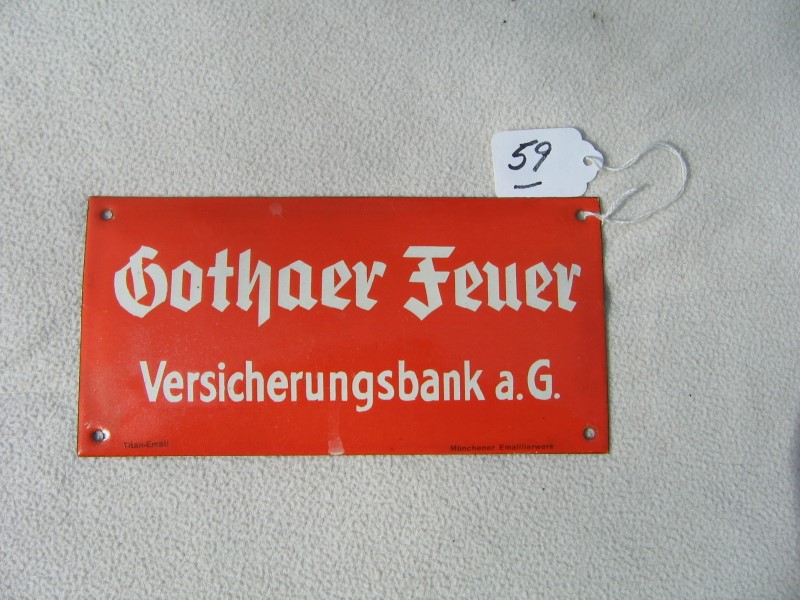 59
Gothaer Feuer
Versicherungsbank a.G.
Titan-Email
Münchener Emaillierwerk